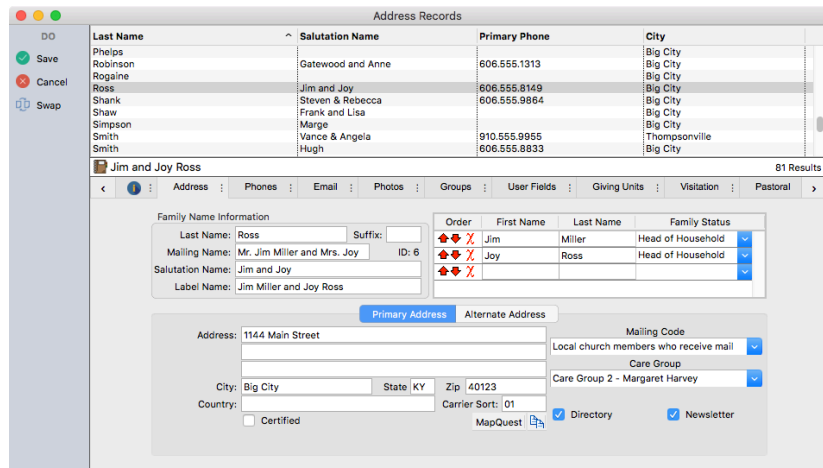 Address Records
DO
Save
Cancel
Swap
Last Name Salutation Name Primary Phone City
Phelps Big City
Robinson Gatewood and Anne 606.555.1313 Big City
Rogaine Big City
Ross Jim and Joy 606.555.8149 Big City
Shank Steven & Rebecca 606.555.9864 Big City
Shaw Frank and Lisa Big City
Simpson Marge Big City
Smith Vance & Angela 910.555.9955 Thompsonville
Smith Hugh 606.555.8833 Big City
Jim and Joy Ross 81 Results
Address Phones Email Photos Groups User Fields Giving Units Visitation Pastoral
Family Name Information
Last Name: Ross Suffix:
Mailing Name: Mr. Jim Miller and Mrs. Joy ID: 6
Salutation Name: Jim and Joy
Label Name: Jim Miller and Joy Ross
Order First Name Last Name Family Status
Jim Miller Head of Household
Joy Ross Head of Household
Primary Address Alternate Address
Address: 1144 Main Street
City: Big City State KY Zip 40123
Country: Carrier Sort: 01
Certified MapQuest
Mailing Code
Local church members who receive mail
Care Group
Care Group 2 - Margaret Harvey
Directory Newsletter